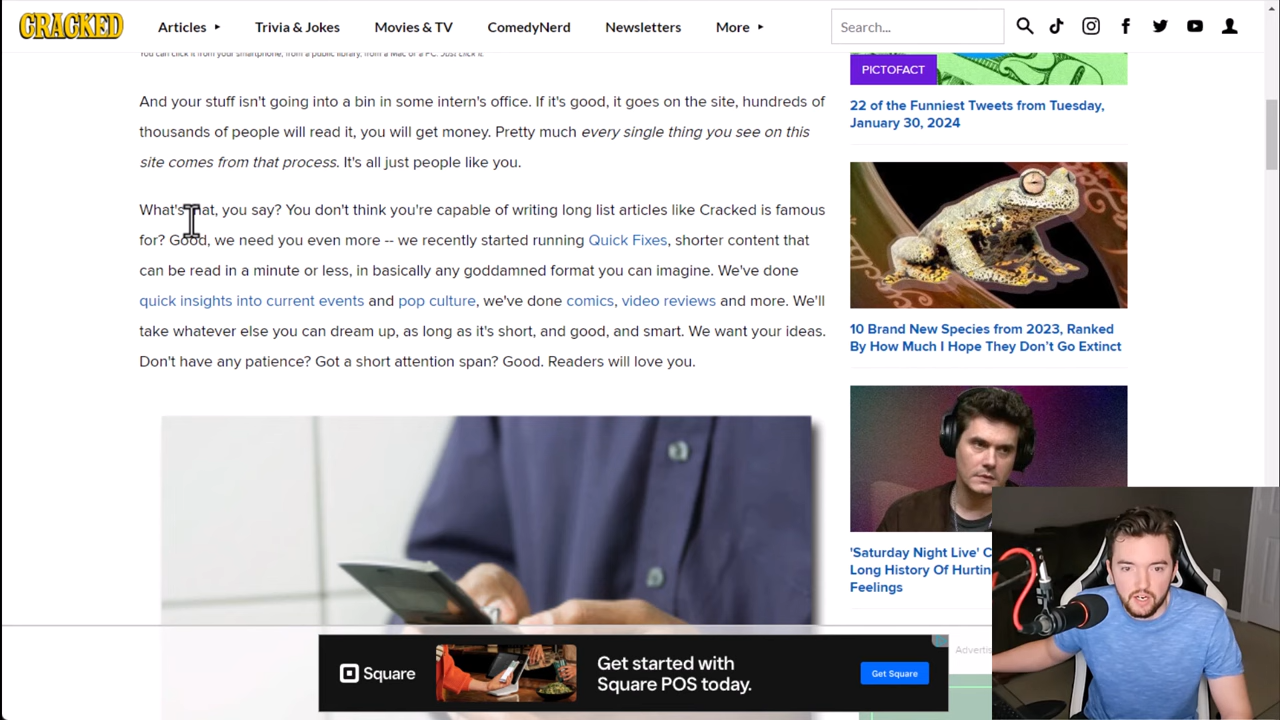 CRACKED
Articles
Trivia & Jokes
Movies & TV
ComedyNerd
Newsletters
More
Search...
You can click it from your smartphone, from a public library, from a Mac or a PC. Just click it.
And your stuff isn't going into a bin in some intern's office. If it's good, it goes on the site, hundreds of
thousands of people will read it, you will get money. Pretty much every single thing you see on this
site comes from that process. It's all just people like you.
What's that, you say? You don't think you're capable of writing long list articles like Cracked is famous
for? Good, we need you even more -- we recently started running Quick Fixes, shorter content that
can be read in a minute or less, in basically any goddamned format you can imagine. We've done
quick insights into current events and pop culture, we've done comics, video reviews and more. We'll
take whatever else you can dream up, as long as it's short, and good, and smart. We want your ideas.
Don't have any patience? Got a short attention span? Good. Readers will love you.
PICTOFACT
22 of the Funniest Tweets from Tuesday,
January 30, 2024
10 Brand New Species from 2023, Ranked
By How Much I Hope They Don't Go Extinct
'Saturday Night Live' C
Long History Of Hurtin
Feelings
Advertis
Square
Get started with
Square POS today.
Get Square